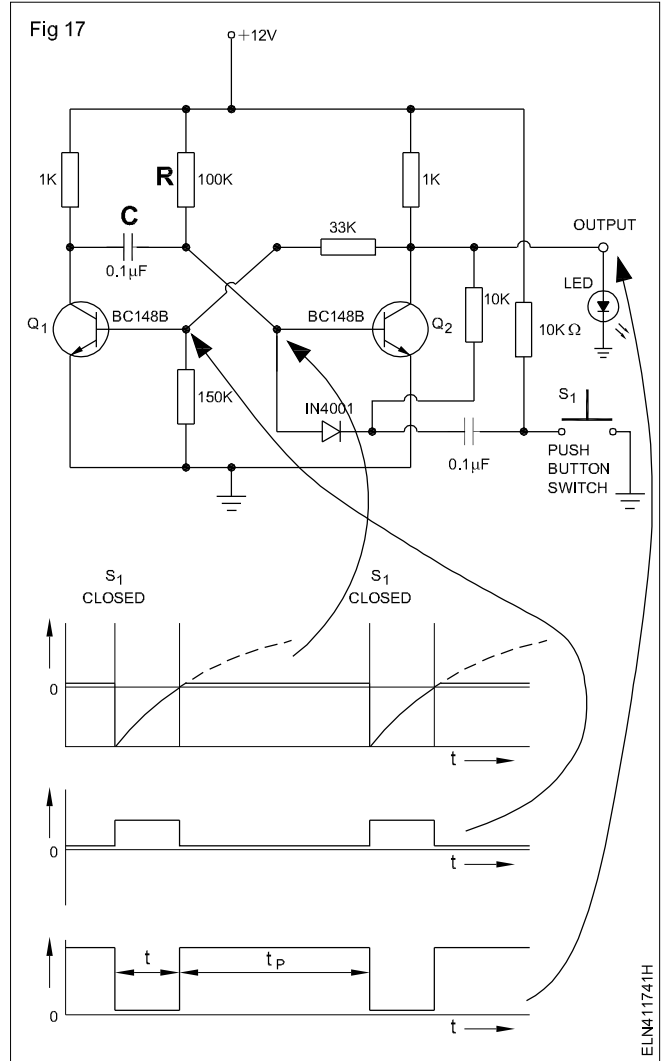 Fig 17
+12V
1K
R 100K
1K
C
0.1µF
33K
OUTPUT
LED
10K
10K Ω
Q1 BC148B
BC148B Q2
150K
IN4001
0.1µF
S1
PUSH
BUTTON
SWITCH
S1
CLOSED
S1
CLOSED
0
t
0
t
t
tP
0
t
ELN411741H